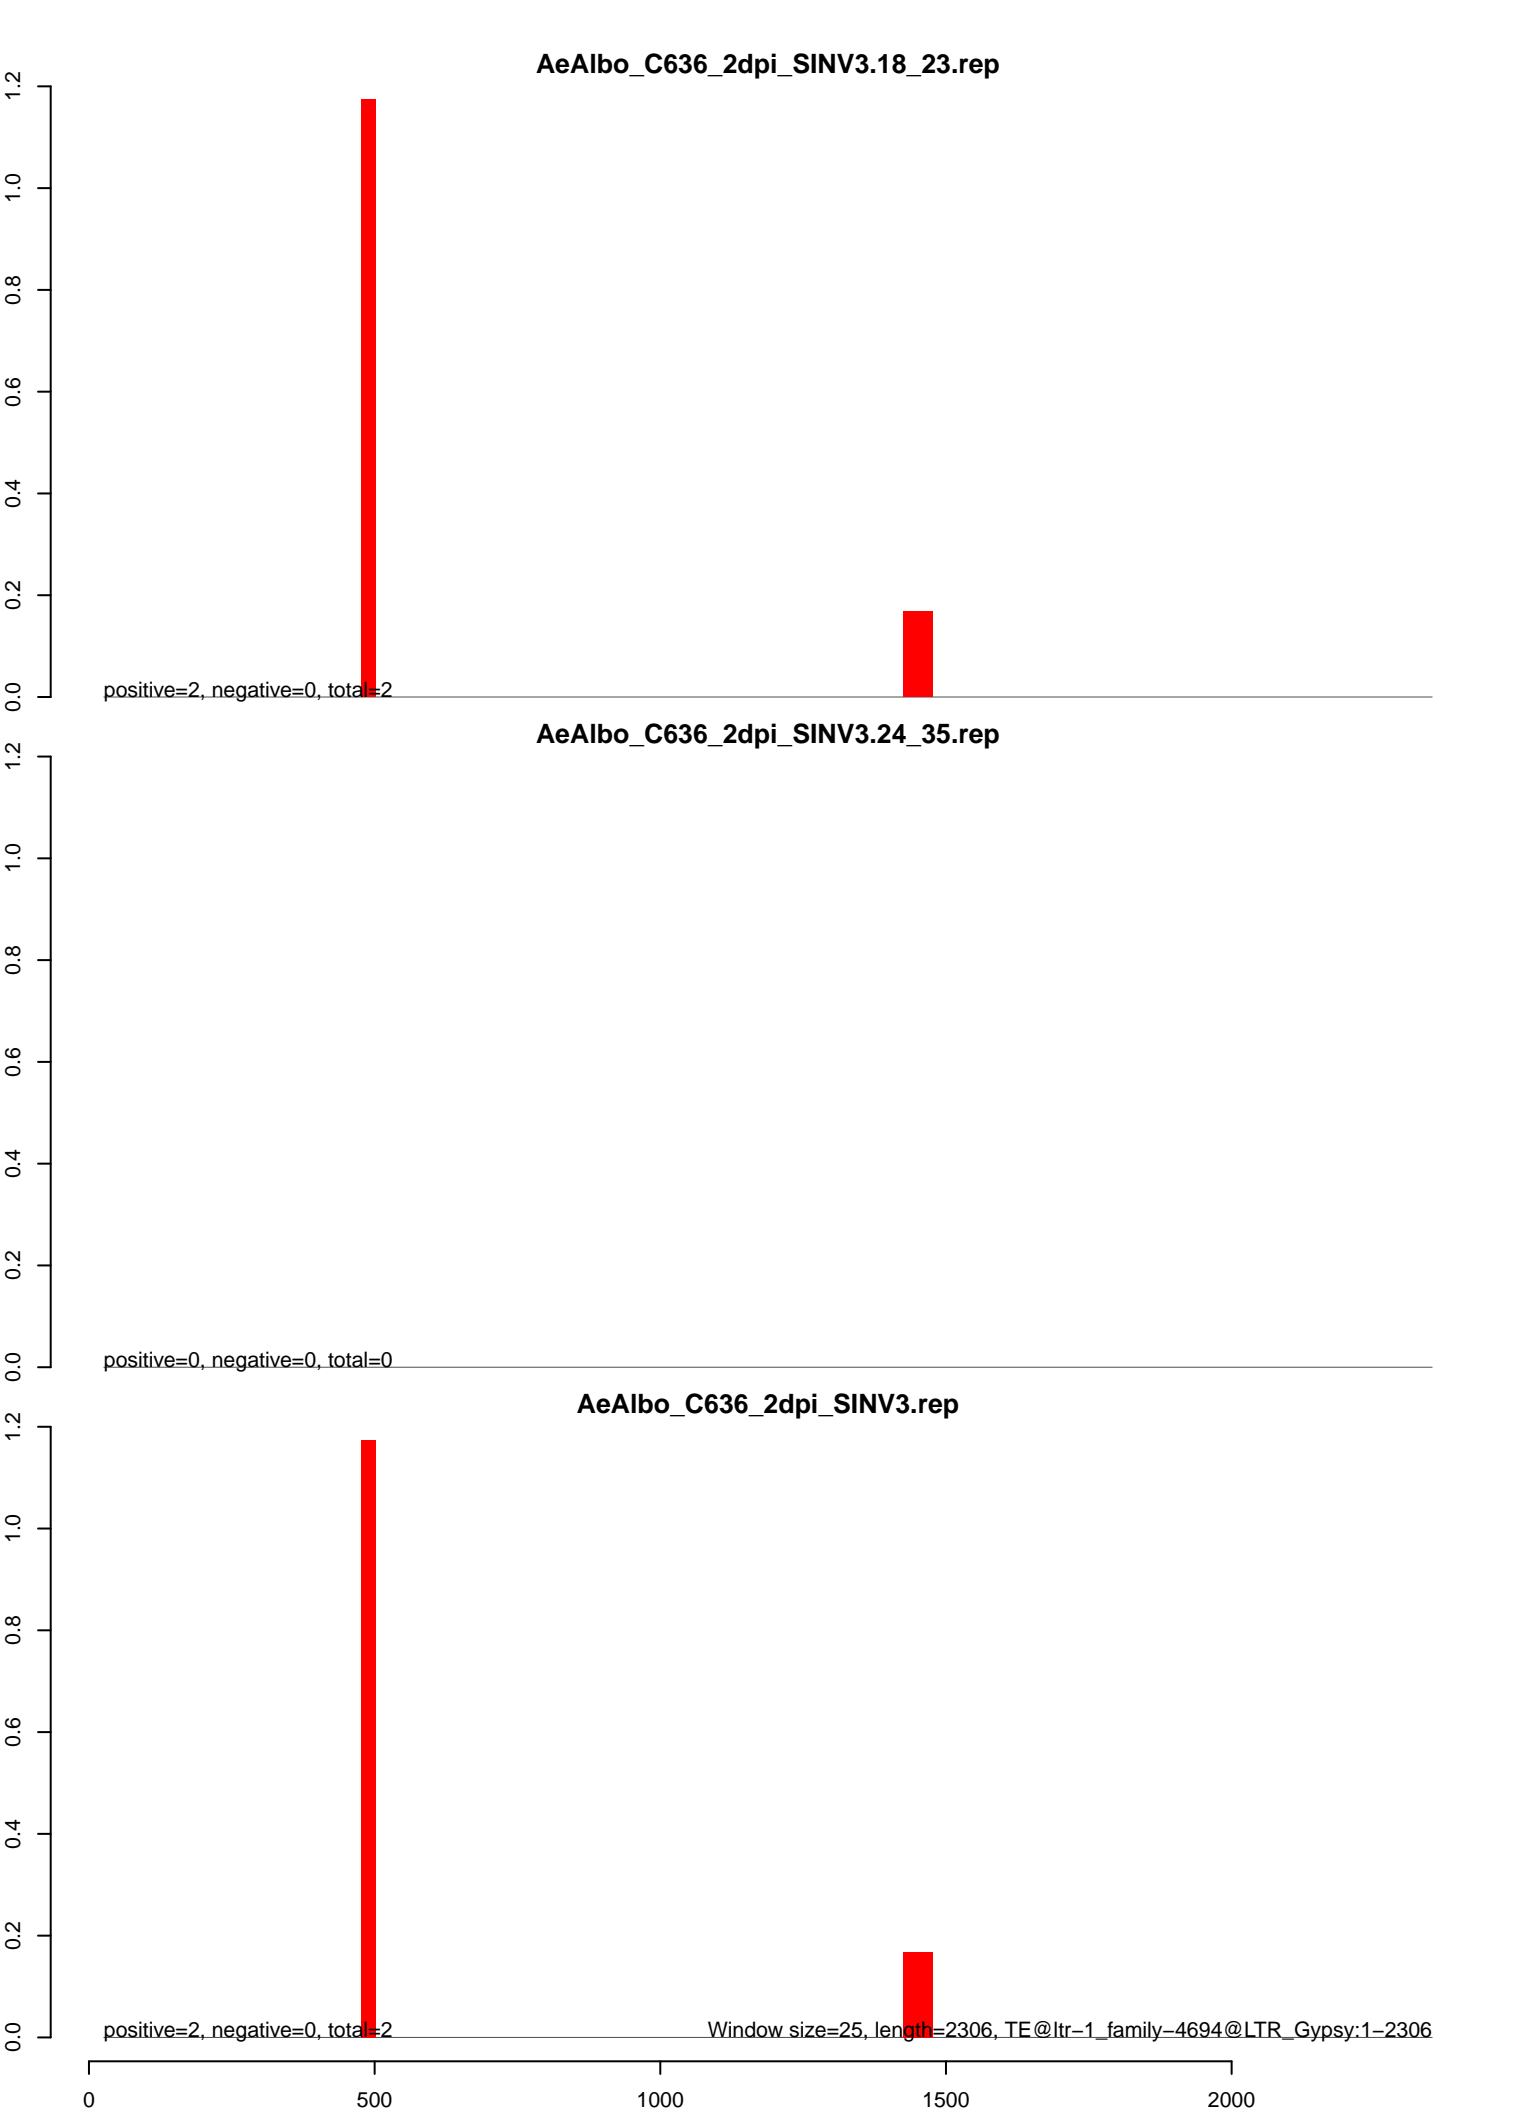 AeAlbo_C636_2dpi_SINV3.18_23.rep
1.2
1.0
0.8
0.6
0.4
0.2
0.0
positive=2, negative=0, total=2
AeAlbo_C636_2dpi_SINV3.24_35.rep
1.2
1.0
0.8
0.6
0.4
0.2
0.0
positive=0, negative=0, total=0
AeAlbo_C636_2dpi_SINV3.rep
1.2
1.0
0.8
0.6
0.4
0.2
0.0
positive=2, negative=0, total=2
Window size=25, length=2306, TE@ltr−1_family−4694@LTR_Gypsy:1−2306
0 500 1000 1500 2000